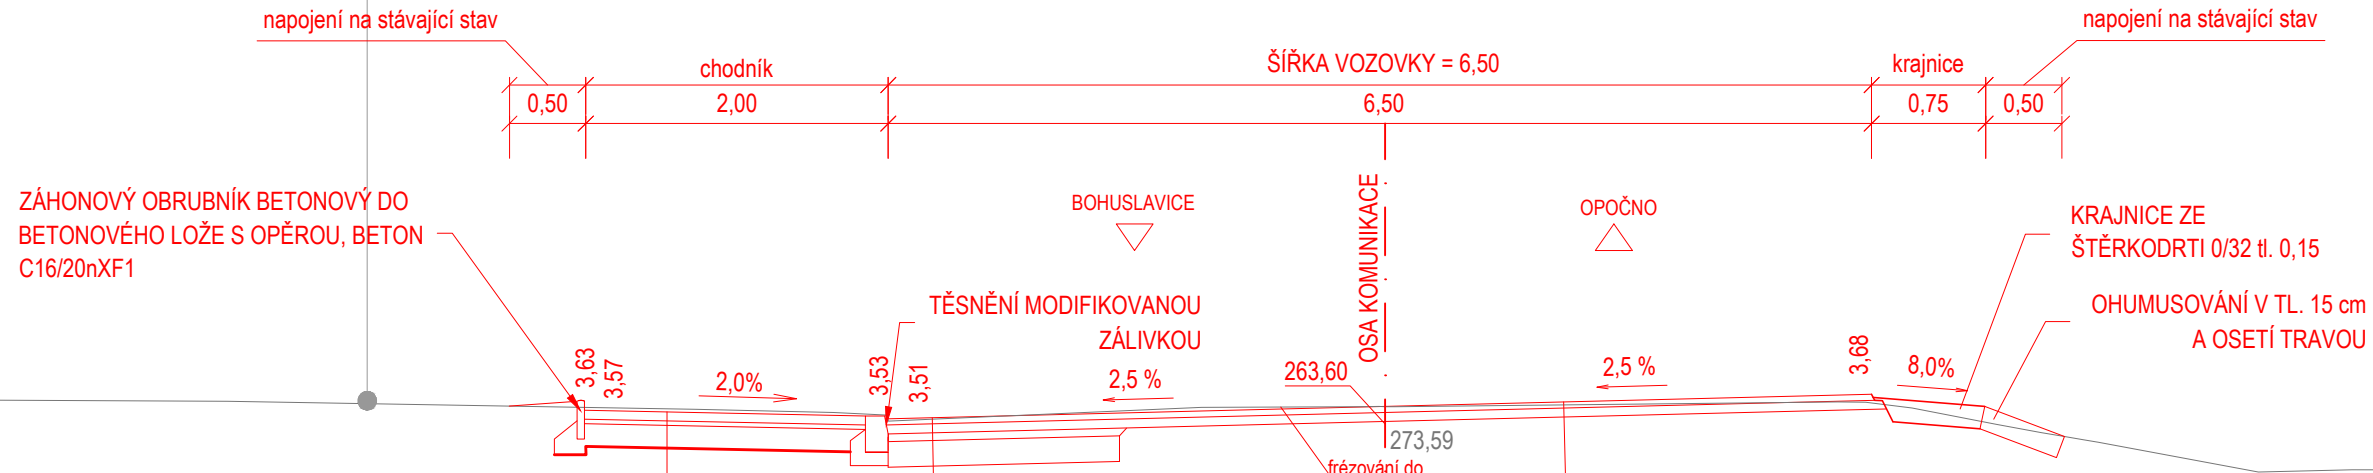 napojení na stávající stav
napojení na stávající stav
chodník
ŠÍŘKA VOZOVKY = 6,50
krajnice
0,50
2,00
6,50
0,75
0,50
ZÁHONOVÝ OBRUBNÍK BETONOVÝ DO
BETONOVÉHO LOŽE S OPĚROU, BETON
C16/20nXF1
BOHUSLAVICE
OSA KOMUNIKACE
OPOČNO
KRAJNICE ZE
ŠTĚRKODRTI 0/32 tl. 0,15
TĚSNĚNÍ MODIFIKOVANOU
ZÁLIVKOU
OHUMUSOVÁNÍ V TL. 15 cm
A OSETÍ TRAVOU
3,63
3,57
2,0%
3,53
3,51
2,5 %
263,60
2,5 %
3,68
8,0%
273,59
frézování do